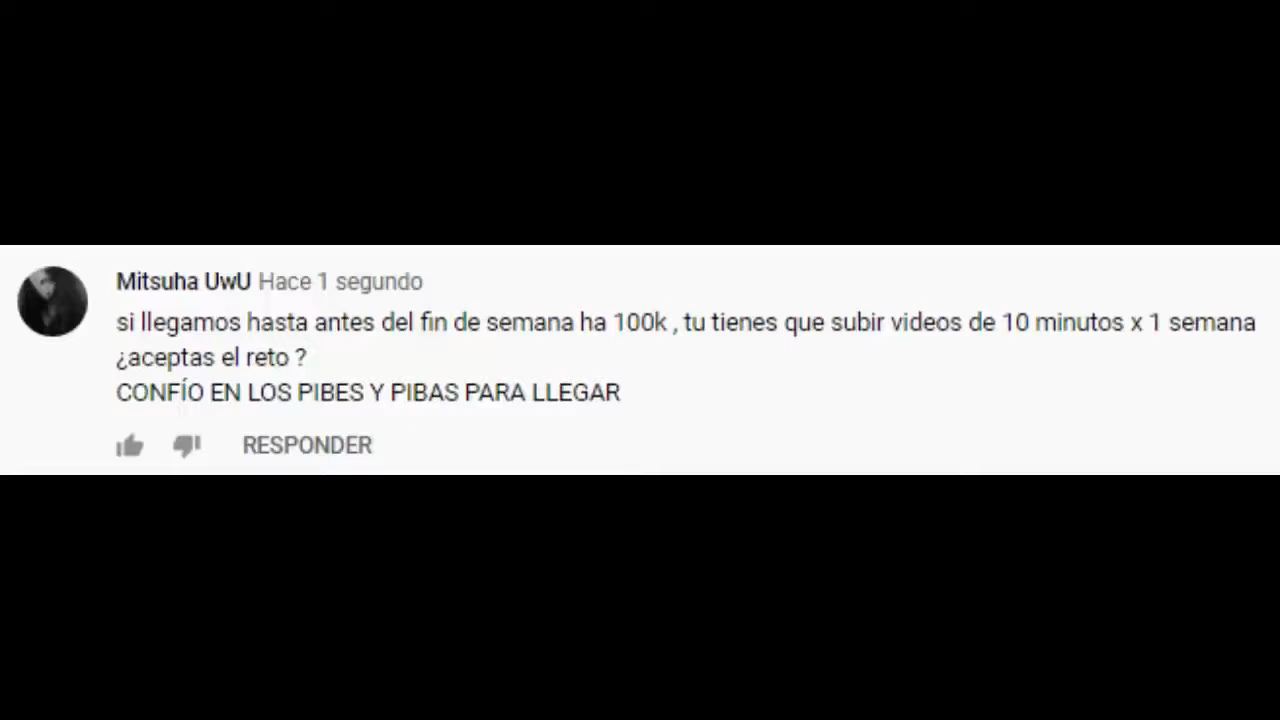 Mitsuha UwU Hace 1 segundo
si llegamos hasta antes del fin de semana ha 100k , tu tienes que subir videos de 10 minutos x 1 semana
¿aceptas el reto ?
CONFÍO EN LOS PIBES Y PIBAS PARA LLEGAR
RESPONDER